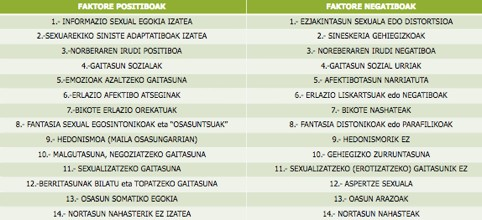 FAKTORE POSITIBOAK FAKTORE NEGATIBOAK
1.- INFORMAZIO SEXUAL EGOKIA IZATEA 1.- EZJAKINTASUN SEXUALA EDO DISTORTSIOA
2.-SEXUAREKIKO SINISTE ADAPTATIBOAK IZATEA 2.- SINESKERIA GEHIEGIZKOAK
3.-NORBERAREN IRUDI POSITIBOA 3.- NOREBERAREN IRUDI NEGATIBOA
4.-GAITASUN SOZIALAK 4.-GAITASUN SOZIAL URRIAK
5.-EMOZIOAK AZALTZEKO GAITASUNA 5.- AFEKTIBOTASUN NARRIATUTA
6.-ERLAZIO AFEKTIBO ATSEGINAK 6.- ERLAZIO LISKARTSUAK edo NEGATIBOAK
7.-BIKOTE ERLAZIO OREKATUAK 7.- BIKOTE NASHATEAK
8.- FANTASIA SEXUAL EGOSINTONIKOAK eta “OSASUNTSUAK” 8.- FANTASIA DISTONIKOAK edo PARAFILIKOAK
9.- HEDONISMOA (MAILA OSASUNGARRIAN) 9.- HEDONISMORIK EZ
10.- MALGUTASUNA, NEGOZIATZEKO GAITASUNA 10.- GEHIEGIZKO ZURRUNTASUNA
11.- SEXUALIZATZEKO GAITASUNA 11.-SEXUALIZATZEKO (EROTIZATZEKO) GAITASUNIK EZ
12.-BERRITASUNAK BILATU eta TOPATZEKO GAITASUNA 12.- ASPERTZE SEXUALA
13.- OSASUN SOMATIKO EGOKIA 13.- OSASUN ARAZOAK
14.- NORTASUN NAHASTERIK EZ IZATEA 14.- NORTASUN NAHASTEAK